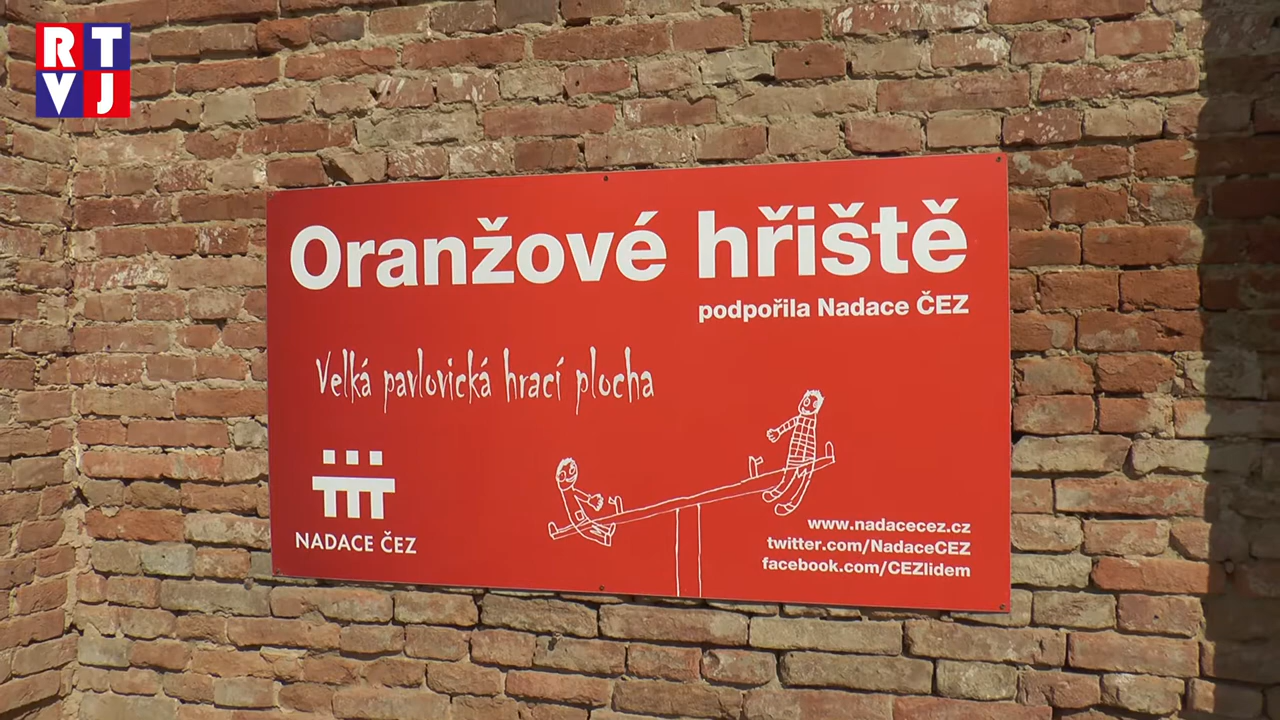 RT
VJ
Oranžové hřiště
podpořila Nadace ČEZ
Velká pavlovická hrací plocha
NADACE ČEZ
www.nadacecez.cz
twitter.com/NadaceCEZ
facebook.com/CEZlidem